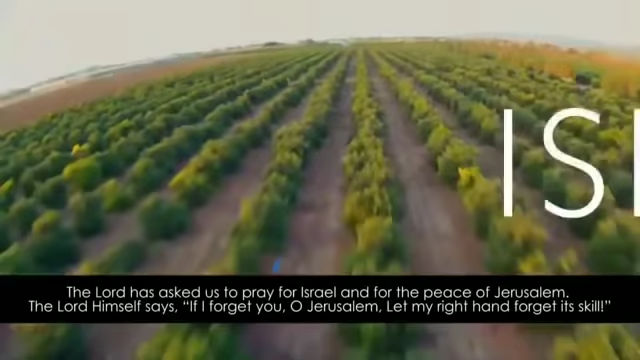 IS
The Lord has asked us to pray for Israel and for the peace of Jerusalem.
The Lord Himself says, “If I forget you, O Jerusalem, Let my right hand forget its skill!”